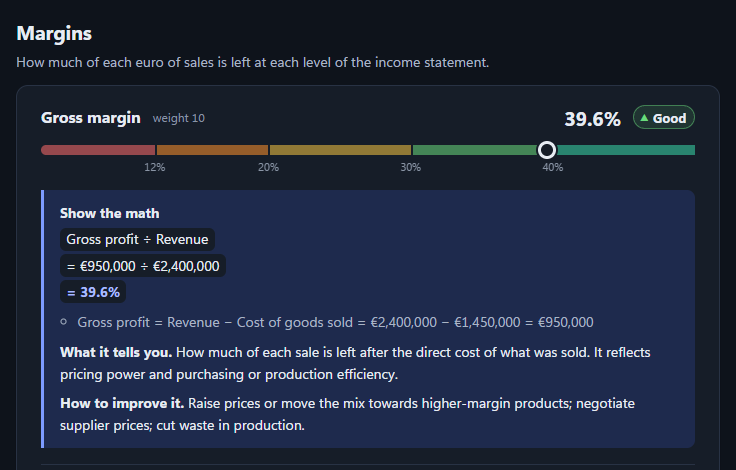 Margins
How much of each euro of sales is left at each level of the income statement.
Gross margin weight 10 39.6% ▲ Good
12% 20% 30% 40%
Show the math
Gross profit ÷ Revenue
= €950,000 ÷ €2,400,000
= 39.6%
Gross profit = Revenue − Cost of goods sold = €2,400,000 − €1,450,000 = €950,000
What it tells you. How much of each sale is left after the direct cost of what was sold. It reflects
pricing power and purchasing or production efficiency.
How to improve it. Raise prices or move the mix towards higher-margin products; negotiate
supplier prices; cut waste in production.